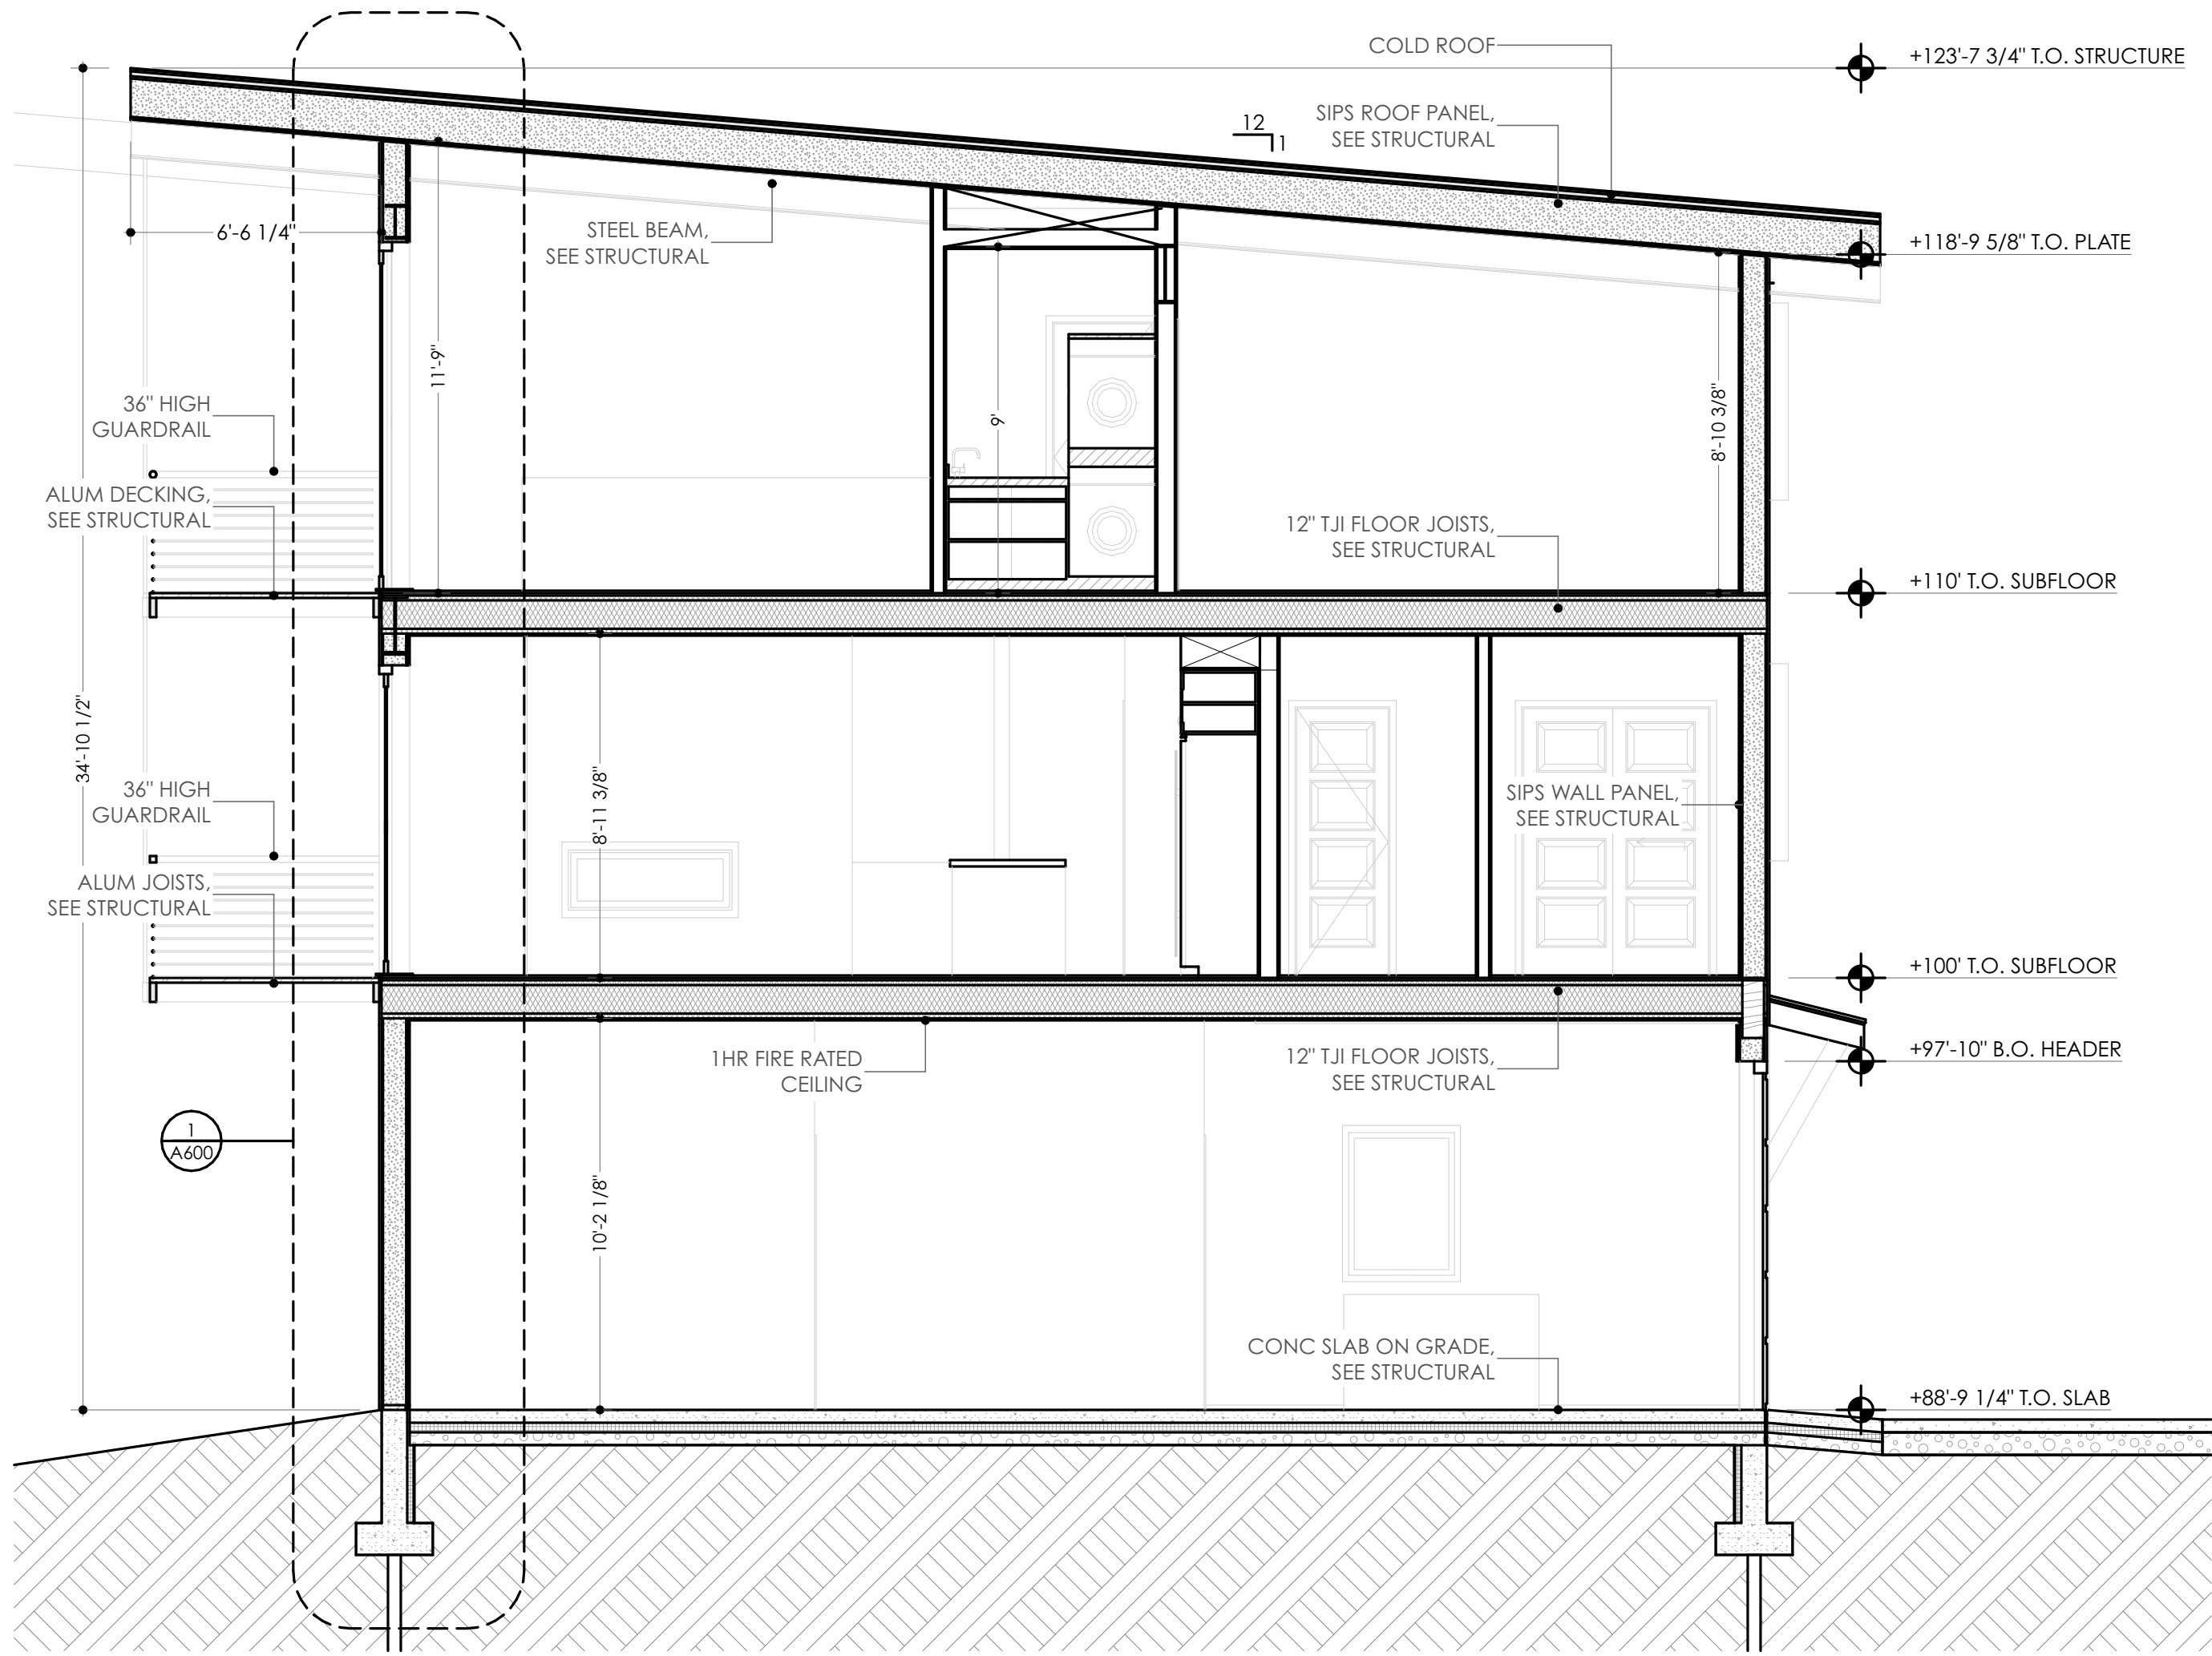 COLD ROOF
+123'-7 3/4" T.O. STRUCTURE
SIPS ROOF PANEL,
SEE STRUCTURAL
12
1
STEEL BEAM,
SEE STRUCTURAL
6'-6 1/4"
+118'-9 5/8" T.O. PLATE
11'-9"
9'
8'-10 3/8"
36" HIGH
GUARDRAIL
ALUM DECKING,
SEE STRUCTURAL
12" TJI FLOOR JOISTS,
SEE STRUCTURAL
+110' T.O. SUBFLOOR
34'-10 1/2"
8'-11 3/8"
36" HIGH
GUARDRAIL
SIPS WALL PANEL,
SEE STRUCTURAL
ALUM JOISTS,
SEE STRUCTURAL
+100' T.O. SUBFLOOR
1HR FIRE RATED
CEILING
12" TJI FLOOR JOISTS,
SEE STRUCTURAL
+97'-10" B.O. HEADER
1
A600
10'-2 1/8"
CONC SLAB ON GRADE,
SEE STRUCTURAL
+88'-9 1/4" T.O. SLAB